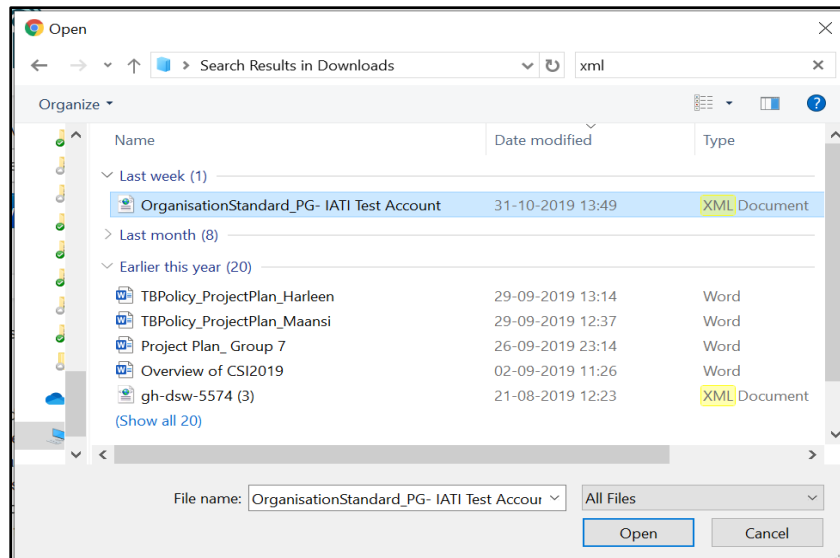 Open
Search Results in Downloads
xml
Organize
Name Date modified Type
Last week (1)
OrganisationStandard_PG- IATI Test Account 31-10-2019 13:49 XML Document
Last month (8)
Earlier this year (20)
TBPolicy_ProjectPlan_Harleen 29-09-2019 13:14 Word
TBPolicy_ProjectPlan_Maansi 29-09-2019 12:37 Word
Project Plan_ Group 7 26-09-2019 23:14 Word
Overview of CSI2019 02-09-2019 11:26 Word
gh-dsw-5574 (3) 21-08-2019 12:23 XML Document
(Show all 20)
File name: OrganisationStandard_PG- IATI Test Accour All Files
Open Cancel